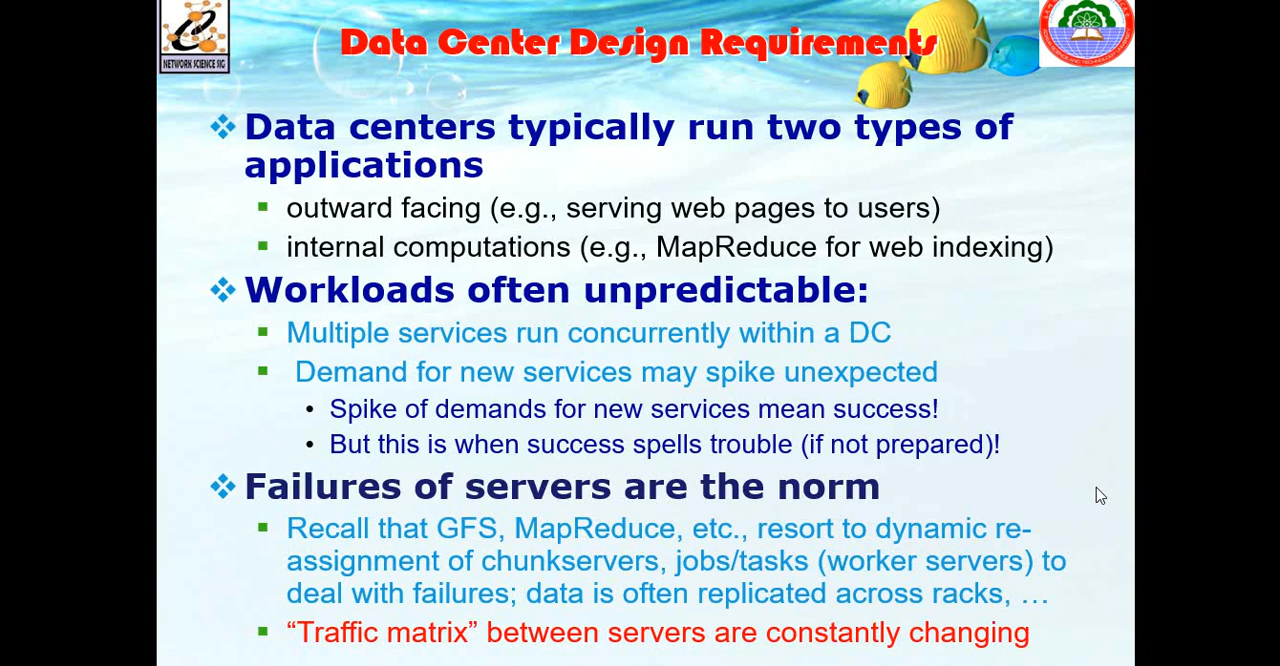 NETWORK SCIENCE SIG
Data Center Design Requirements
Data centers typically run two types of
applications
outward facing (e.g., serving web pages to users)
internal computations (e.g., MapReduce for web indexing)
Workloads often unpredictable:
Multiple services run concurrently within a DC
Demand for new services may spike unexpected
• Spike of demands for new services mean success!
• But this is when success spells trouble (if not prepared)!
Failures of servers are the norm
Recall that GFS, MapReduce, etc., resort to dynamic re-
assignment of chunkservers, jobs/tasks (worker servers) to
deal with failures; data is often replicated across racks, …
“Traffic matrix” between servers are constantly changing